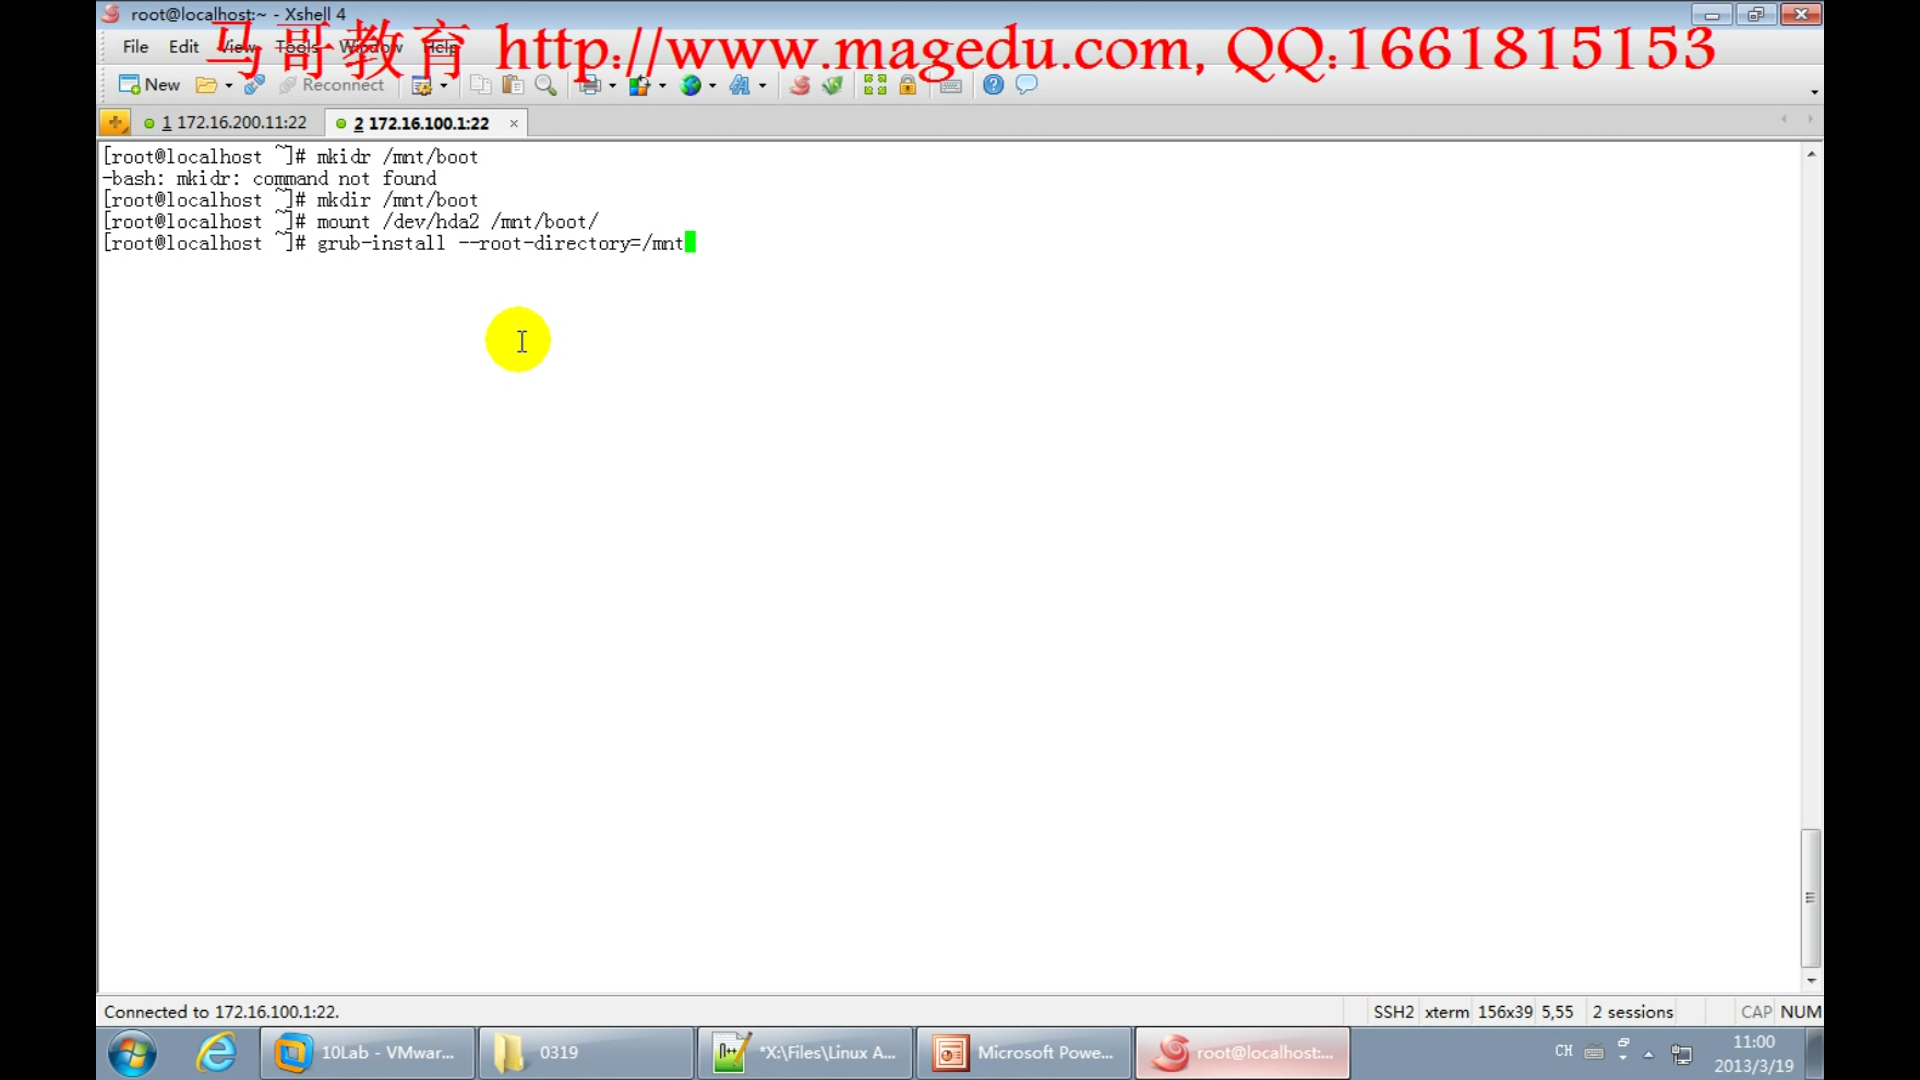 root@localhost:~ - Xshell 4
马哥教育 http://www.magedu.com, QQ:1661815153
File Edit View Tools Window Help
New Reconnect
1 172.16.200.11:22 2 172.16.100.1:22
[root@localhost ~]# mkidr /mnt/boot
-bash: mkidr: command not found
[root@localhost ~]# mkdir /mnt/boot
[root@localhost ~]# mount /dev/hda2 /mnt/boot/
[root@localhost ~]# grub-install --root-directory=/mnt
Connected to 172.16.100.1:22. SSH2 xterm 156x39 5,55 2 sessions CAP NUM
10Lab - VMwar... 0319 *X:\Files\Linux A... Microsoft Powe... root@localhost:... CH 11:00
2013/3/19